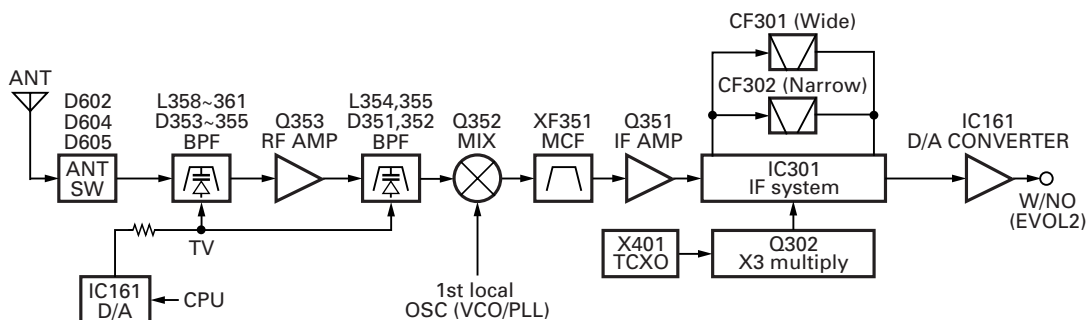 CF301 (Wide)
CF302 (Narrow)
ANT
D602
D604
D605
ANT
SW
L358~361
D353~355
BPF
Q353
RF AMP
L354,355
D351,352
BPF
Q352
MIX
XF351
MCF
Q351
IF AMP
IC301
IF system
IC161
D/A CONVERTER
W/NO
(EVOL2)
TV
X401
TCXO
Q302
X3 multiply
IC161
D/A
CPU
1st local
OSC (VCO/PLL)